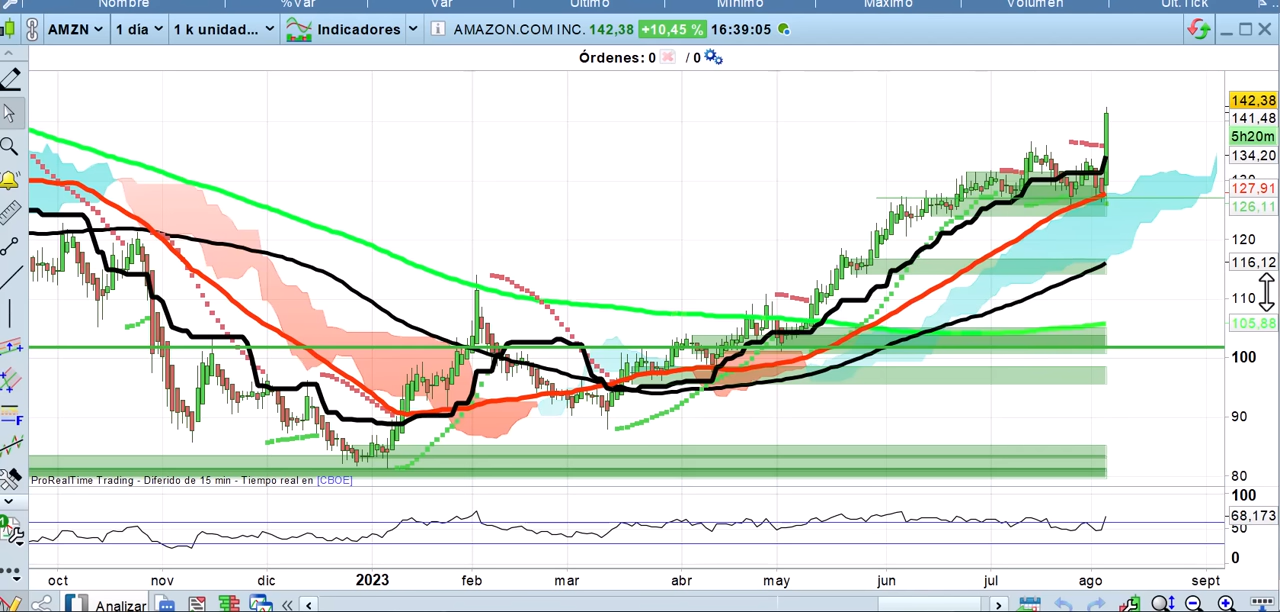 Nombre %Var Var Último Mínimo Máximo Volumen Últ.Tick
AMZN 1 día 1 k unidad... Indicadores AMAZON.COM INC. 142,38 +10,45 % 16:39:05
Órdenes: 0 / 0
142,38
141,48
5h20m
134,20
127,91
126,11
120
116,12
110
105,88
100
90
80
ProRealTime Trading - Diferido de 15 min - Tiempo real en [CBOE]
100
68,173
50
0
oct nov dic 2023 feb mar abr may jun jul ago sept
Analizar